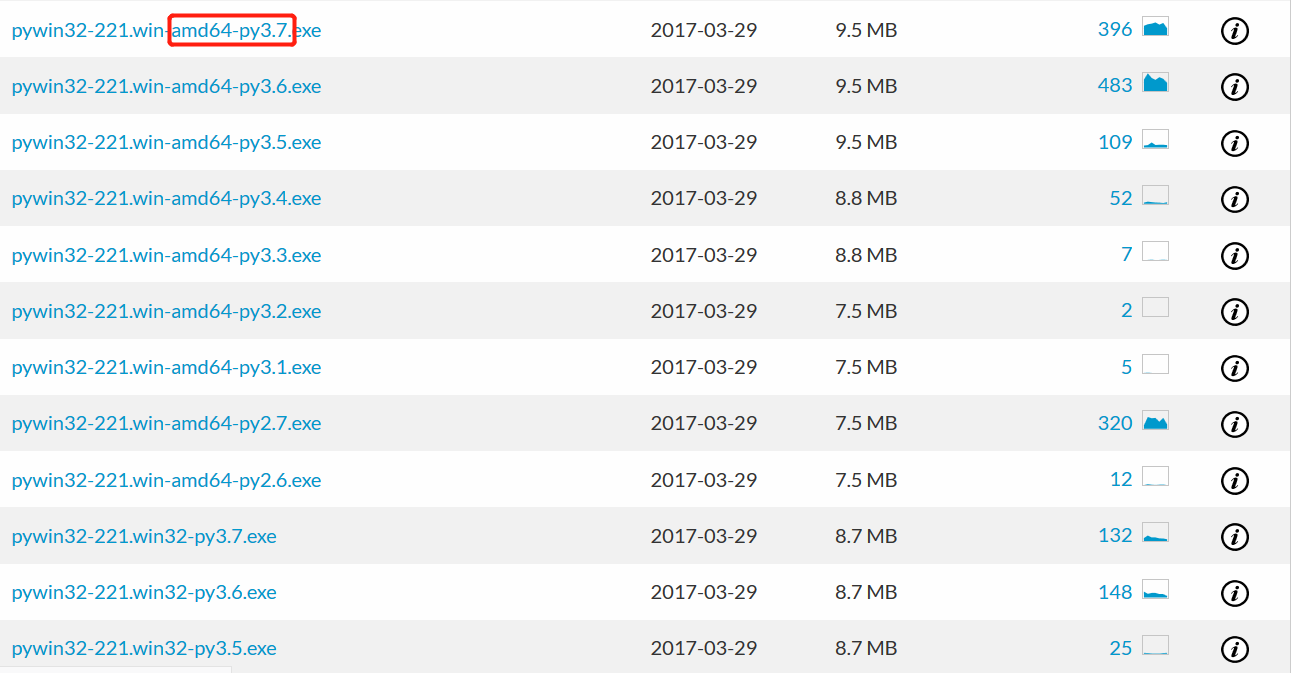 pywin32-221.win-amd64-py3.7.exe 2017-03-29 9.5 MB 396 i
pywin32-221.win-amd64-py3.6.exe 2017-03-29 9.5 MB 483 i
pywin32-221.win-amd64-py3.5.exe 2017-03-29 9.5 MB 109 i
pywin32-221.win-amd64-py3.4.exe 2017-03-29 8.8 MB 52 i
pywin32-221.win-amd64-py3.3.exe 2017-03-29 8.8 MB 7 i
pywin32-221.win-amd64-py3.2.exe 2017-03-29 7.5 MB 2 i
pywin32-221.win-amd64-py3.1.exe 2017-03-29 7.5 MB 5 i
pywin32-221.win-amd64-py2.7.exe 2017-03-29 7.5 MB 320 i
pywin32-221.win-amd64-py2.6.exe 2017-03-29 7.5 MB 12 i
pywin32-221.win32-py3.7.exe 2017-03-29 8.7 MB 132 i
pywin32-221.win32-py3.6.exe 2017-03-29 8.7 MB 148 i
pywin32-221.win32-py3.5.exe 2017-03-29 8.7 MB 25 i